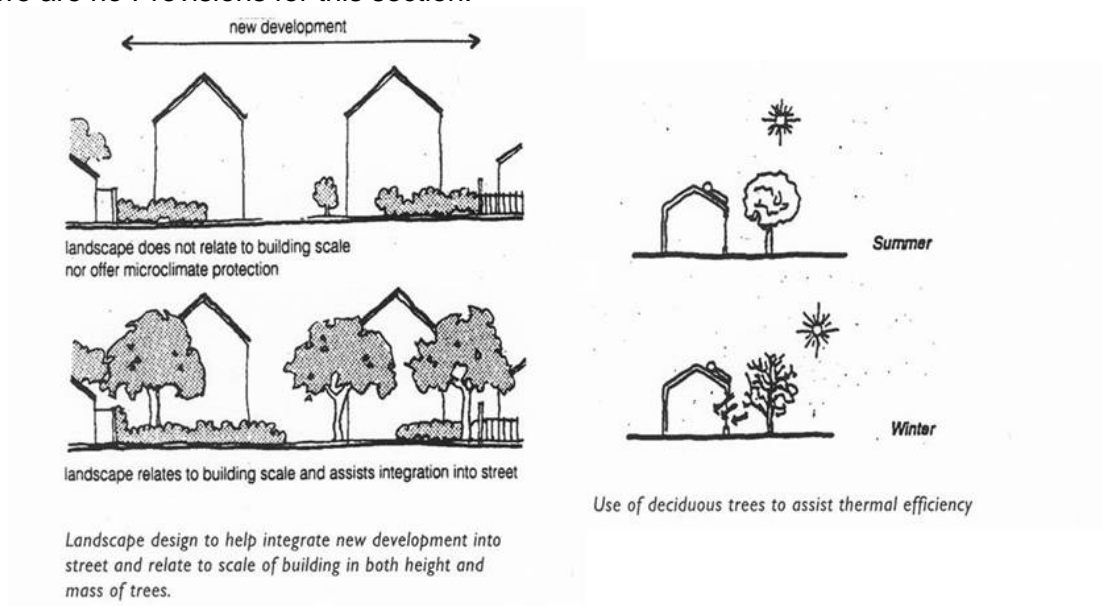 new development
landscape does not relate to building scale
nor offer microclimate protection
landscape relates to building scale and assists integration into street
Landscape design to help integrate new development into
street and relate to scale of building in both height and
mass of trees.
Summer
Winter
Use of deciduous trees to assist thermal efficiency